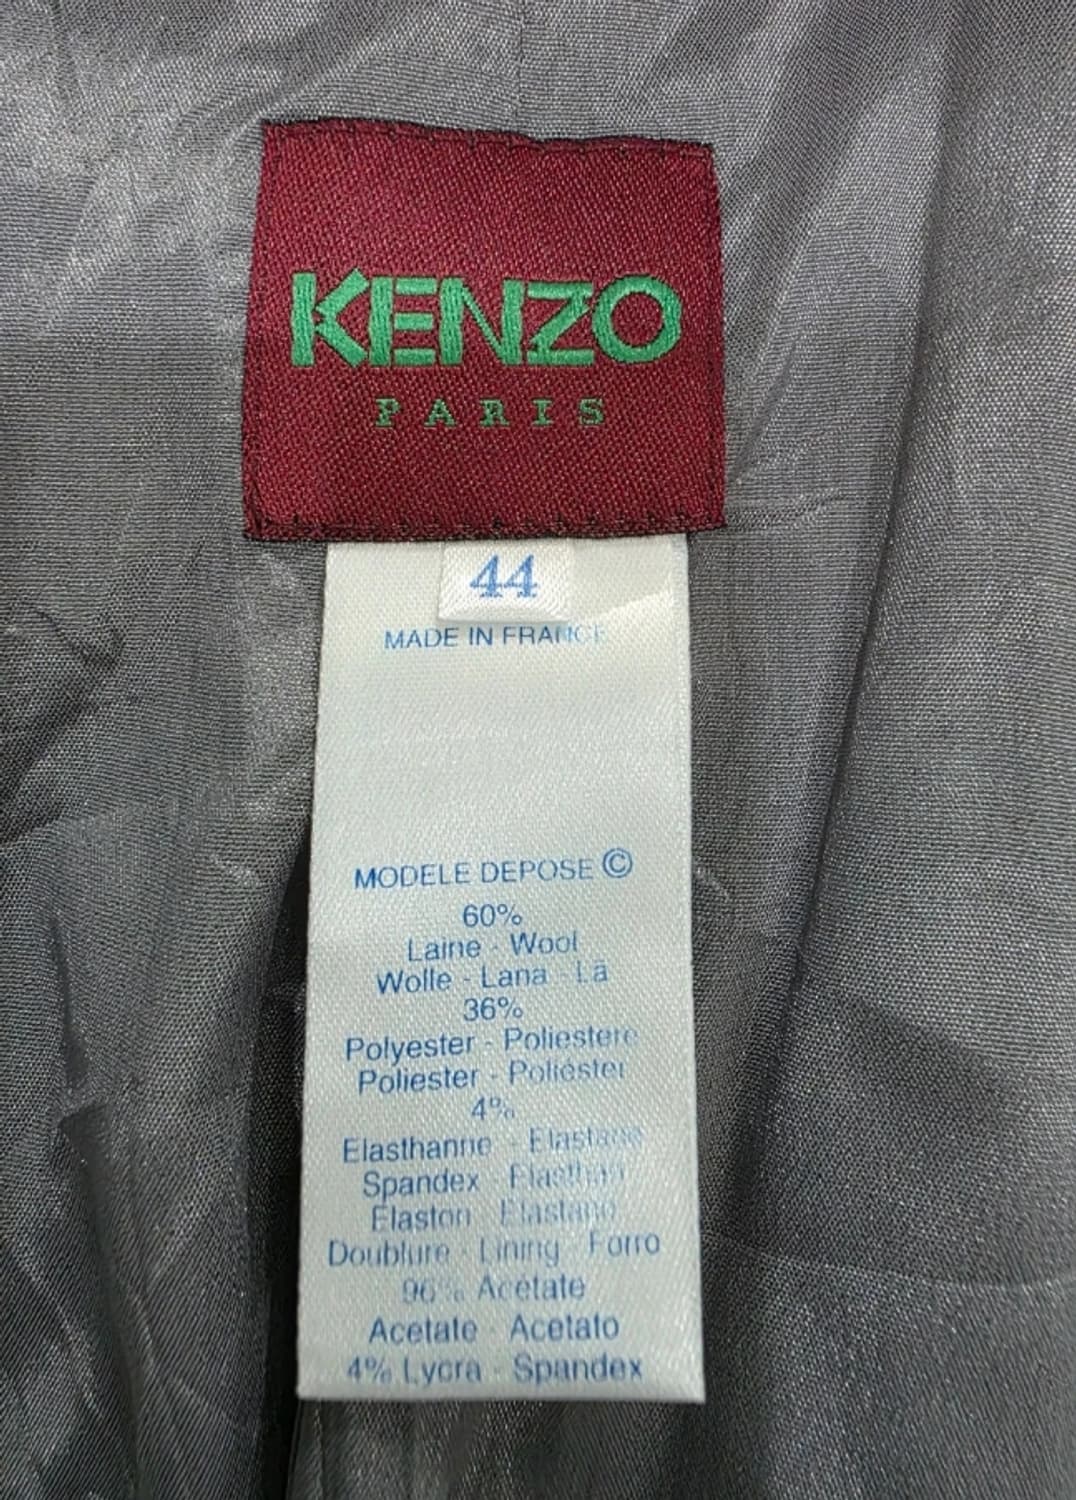 KENZO
PARIS
44
MADE IN FRANCE
MODELE DEPOSE ©
60%
Laine - Wool
Wolle - Lana - Lã
36%
Polyester - Poliestere
Poliester - Poliéster
4%
Elasthanne - Elastane
Spandex - Elasthan
Elaston - Elastano
Doublure - Lining - Forro
96% Acétate
Acetate - Acetato
4% Lycra - Spandex